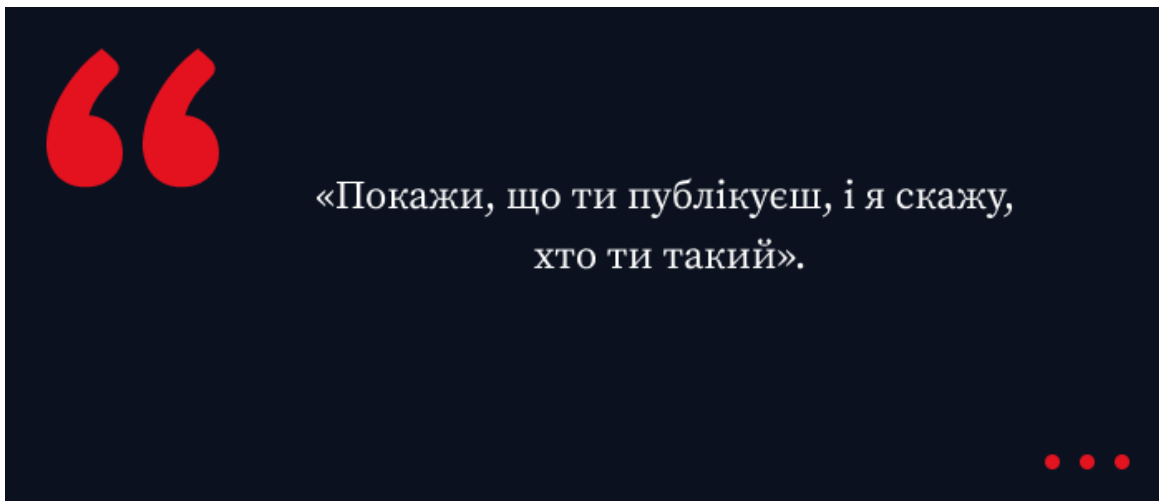 «Покажи, що ти публікуєш, і я скажу,
хто ти такий».